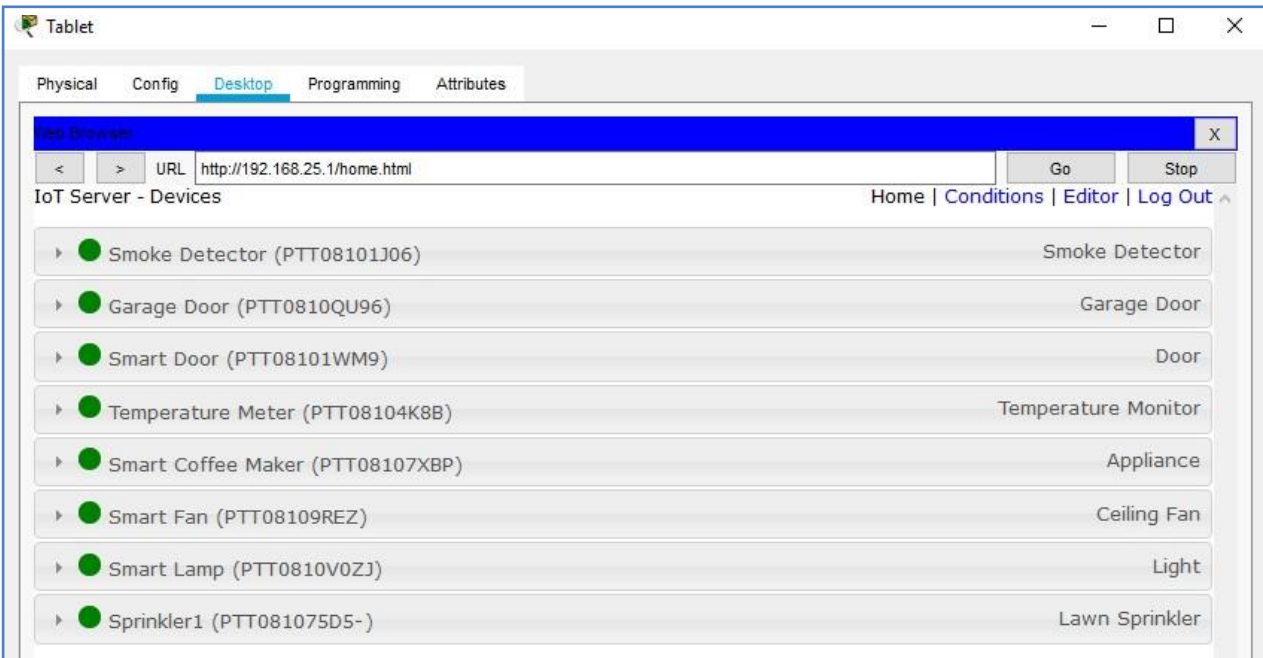 Tablet
Physical Config Desktop Programming Attributes
Web Browser X
< > URL http://192.168.25.1/home.html Go Stop
IoT Server - Devices Home | Conditions | Editor | Log Out
Smoke Detector (PTT08101J06) Smoke Detector
Garage Door (PTT0810QU96) Garage Door
Smart Door (PTT08101WM9) Door
Temperature Meter (PTT08104K8B) Temperature Monitor
Smart Coffee Maker (PTT08107XBP) Appliance
Smart Fan (PTT08109REZ) Ceiling Fan
Smart Lamp (PTT0810V0ZJ) Light
Sprinkler1 (PTT081075D5-) Lawn Sprinkler